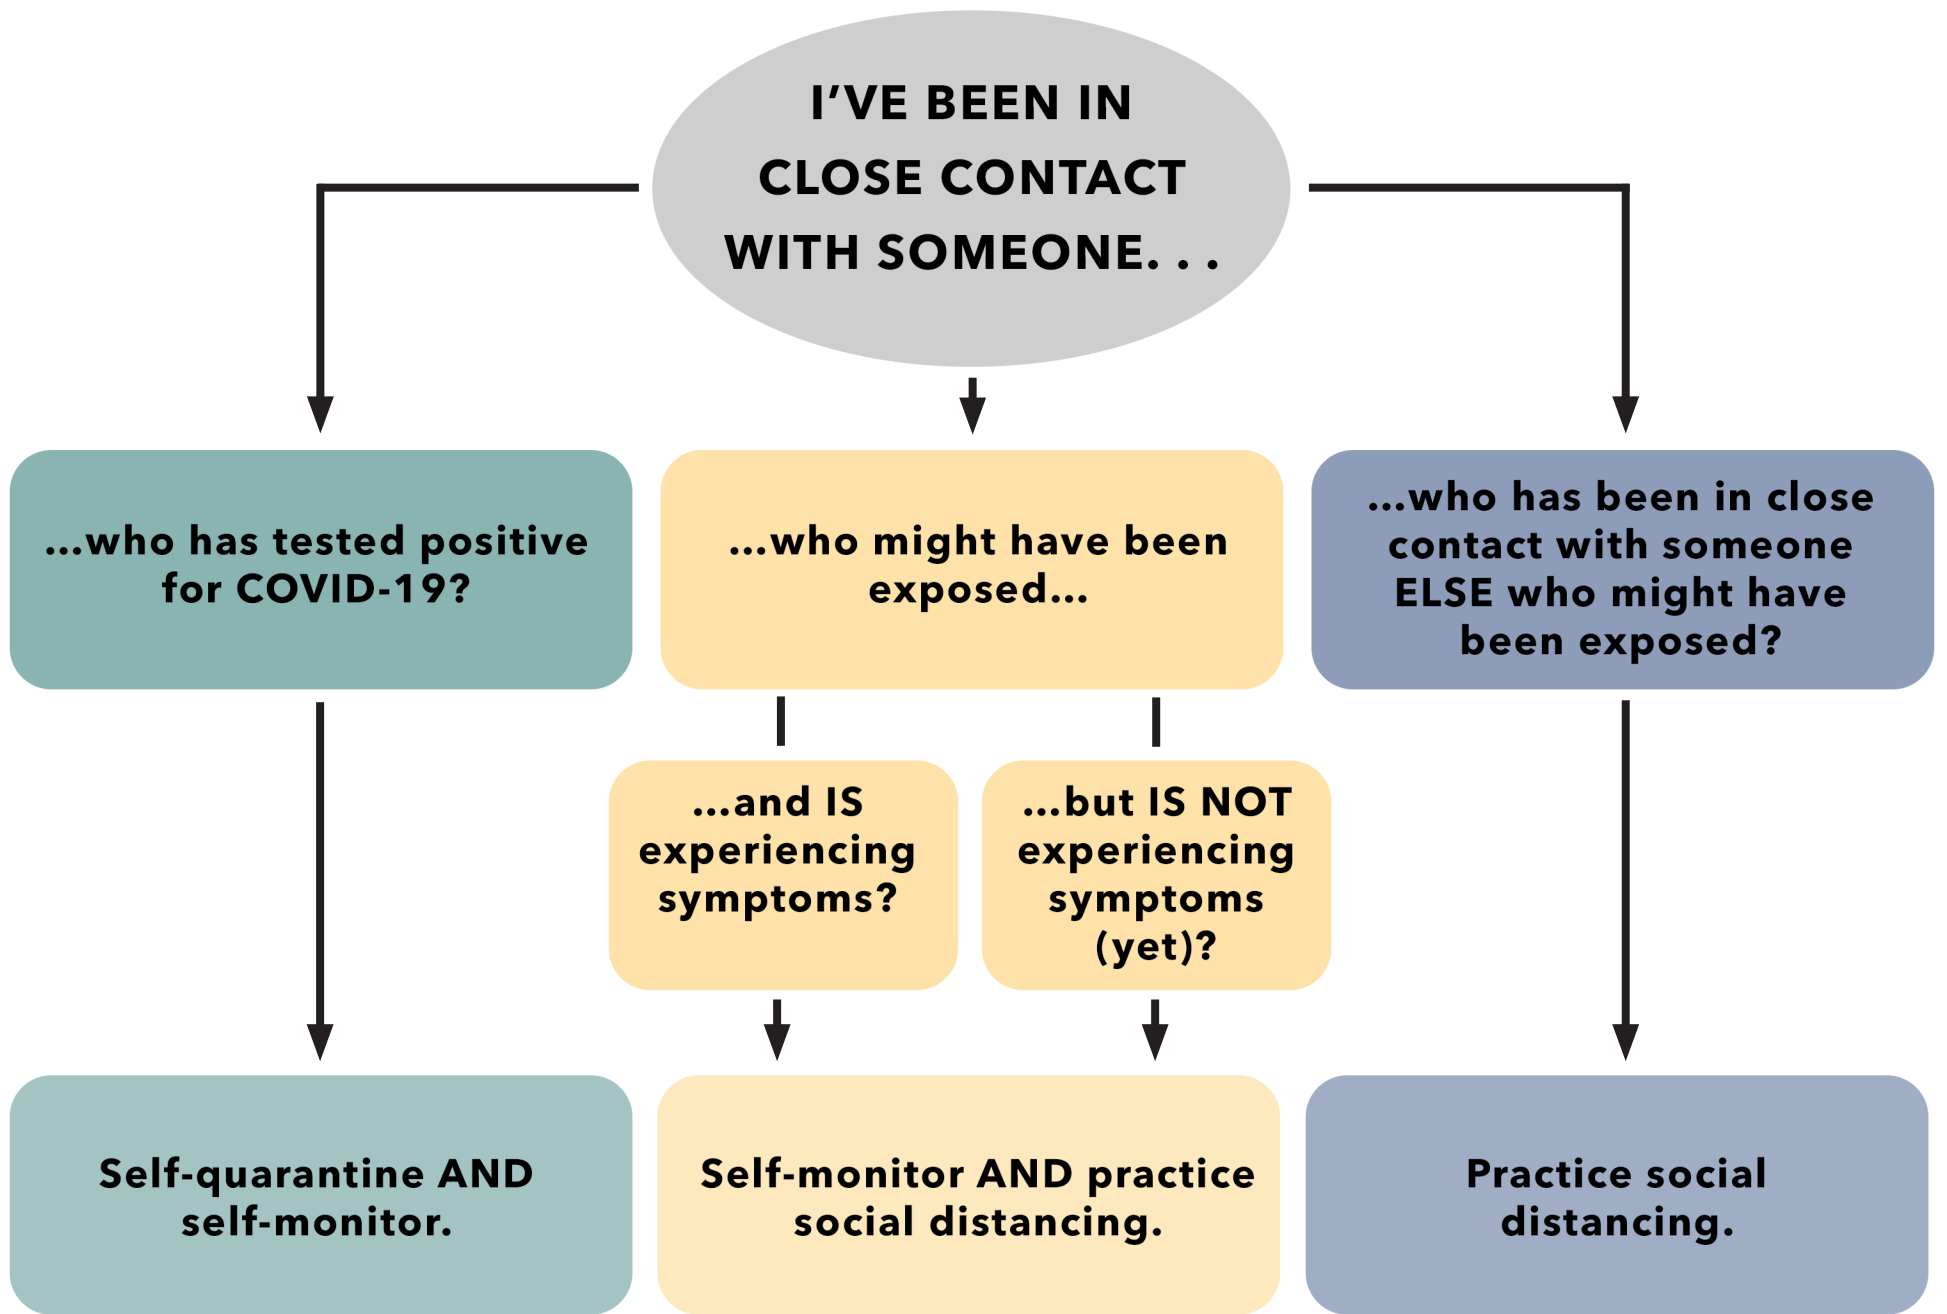 I’VE BEEN IN
CLOSE CONTACT
WITH SOMEONE. . .
...who has tested positive
for COVID-19?
...who might have been
exposed...
...who has been in close
contact with someone
ELSE who might have
been exposed?
...and IS
experiencing
symptoms?
...but IS NOT
experiencing
symptoms
(yet)?
Self-quarantine AND
self-monitor.
Self-monitor AND practice
social distancing.
Practice social
distancing.